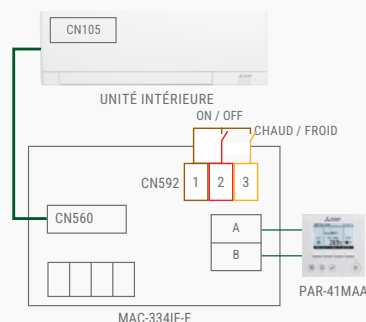 CN105
UNITÉ INTÉRIEURE
ON / OFF
CHAUD / FROID
CN592
1
2
3
CN560
A
B
PAR-41MAA
MAC-334IF-E